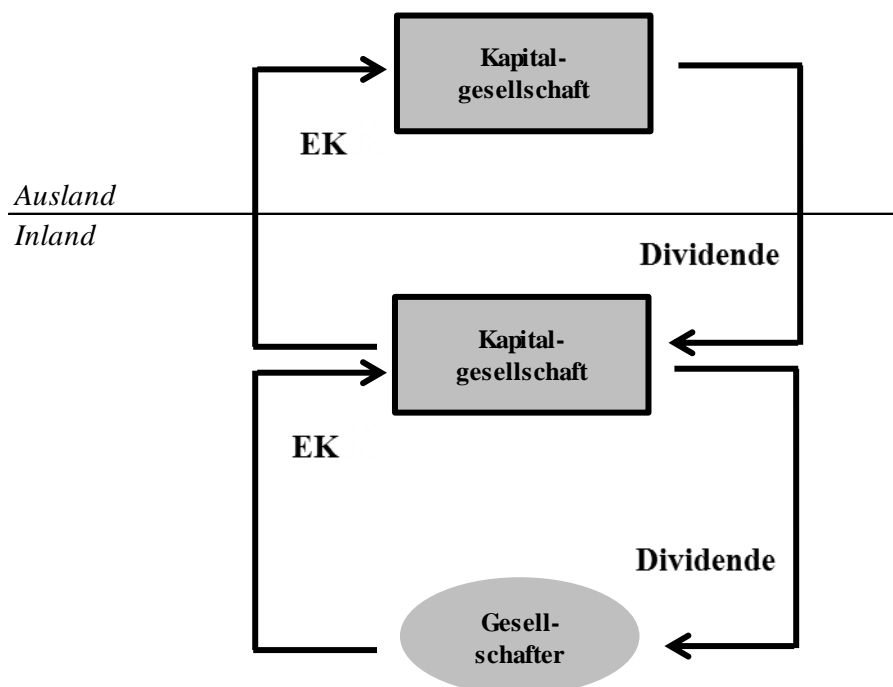 Kapital-
gesellschaft
EK
Ausland
Inland
Dividende
Kapital-
gesellschaft
EK
Dividende
Gesell-
schafter